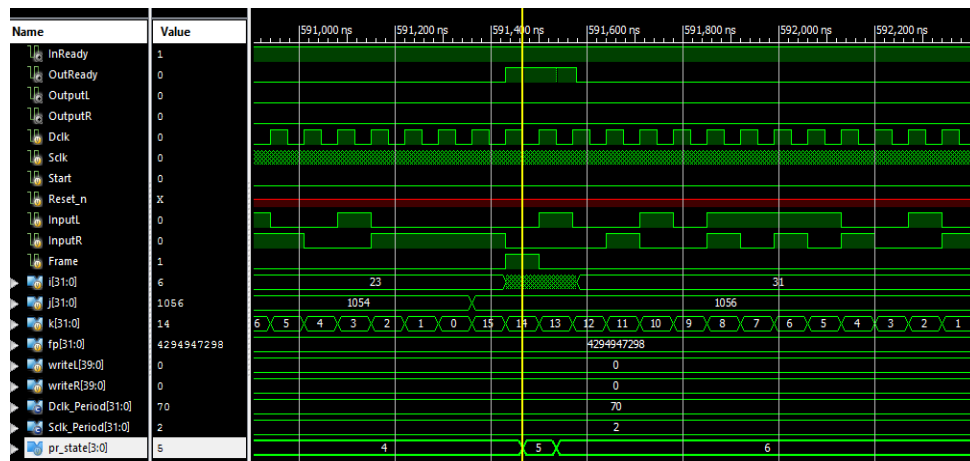 Name Value 591,000 ns 591,200 ns 591,400 ns 591,600 ns 591,800 ns 592,000 ns 592,200 ns
InReady 1
OutReady 0
OutputL 0
OutputR 0
Dclk 0
Sclk 0
Start 0
Reset_n X
InputL 0
InputR 0
Frame 1
i[31:0] 6 23 31
j[31:0] 1056 1054 1056
k[31:0] 14 6 5 4 3 2 1 0 15 14 13 12 11 10 9 8 7 6 5 4 3 2 1
fp[31:0] 4294947298 4294947298
writeL[39:0] 0 0
writeR[39:0] 0 0
Dclk_Period[31:0] 70 70
Sclk_Period[31:0] 2 2
pr_state[3:0] 5 4 5 6